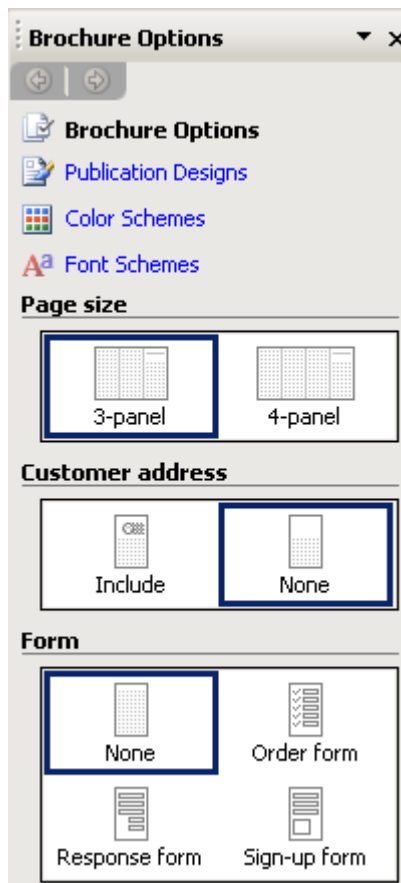 Brochure Options
Brochure Options
Publication Designs
Color Schemes
Font Schemes
Page size
3-panel 4-panel
Customer address
Include None
Form
None Order form
Response form Sign-up form